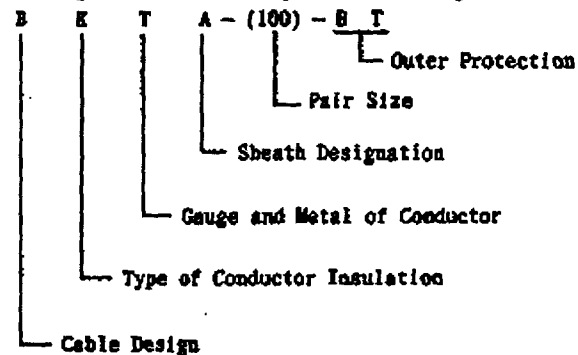 B K T A - (100) - B T
Outer Protection
Pair Size
Sheath Designation
Gauge and Metal of Conductor
Type of Conductor Insulation
Cable Design